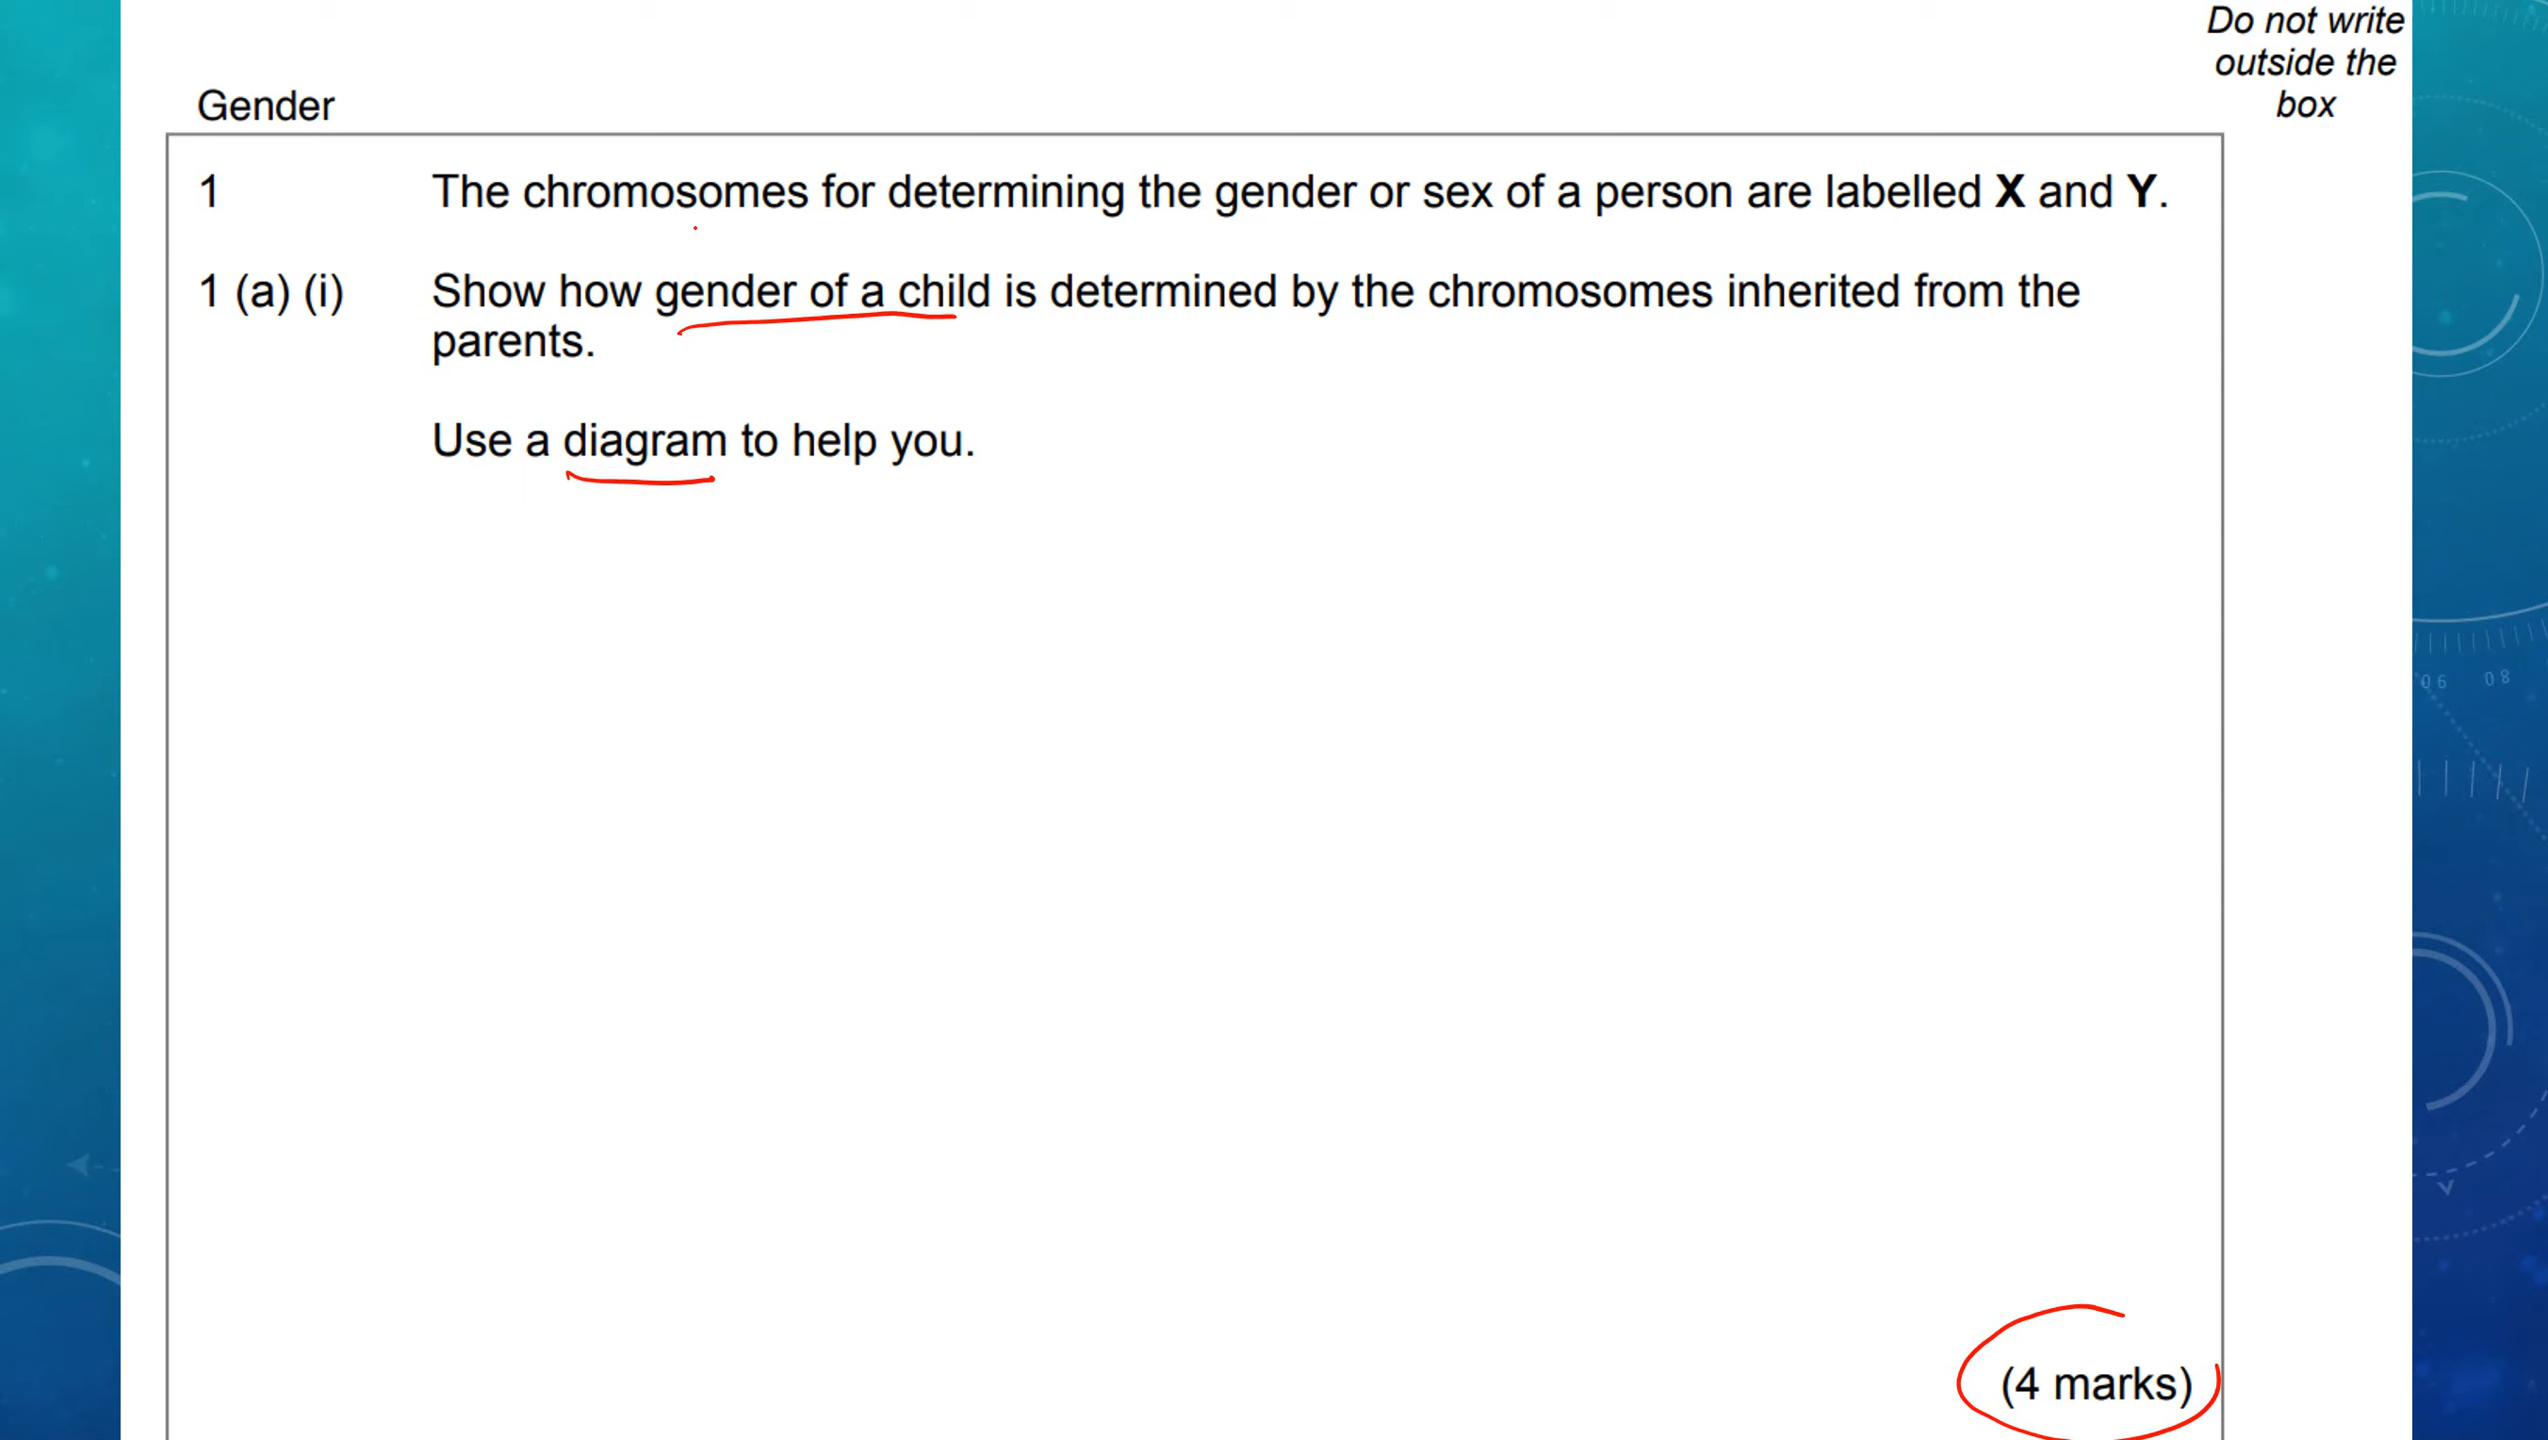 Do not write
outside the
box
Gender
1 The chromosomes for determining the gender or sex of a person are labelled X and Y.
1 (a) (i) Show how gender of a child is determined by the chromosomes inherited from the
parents.
Use a diagram to help you.
06 08
(4 marks)